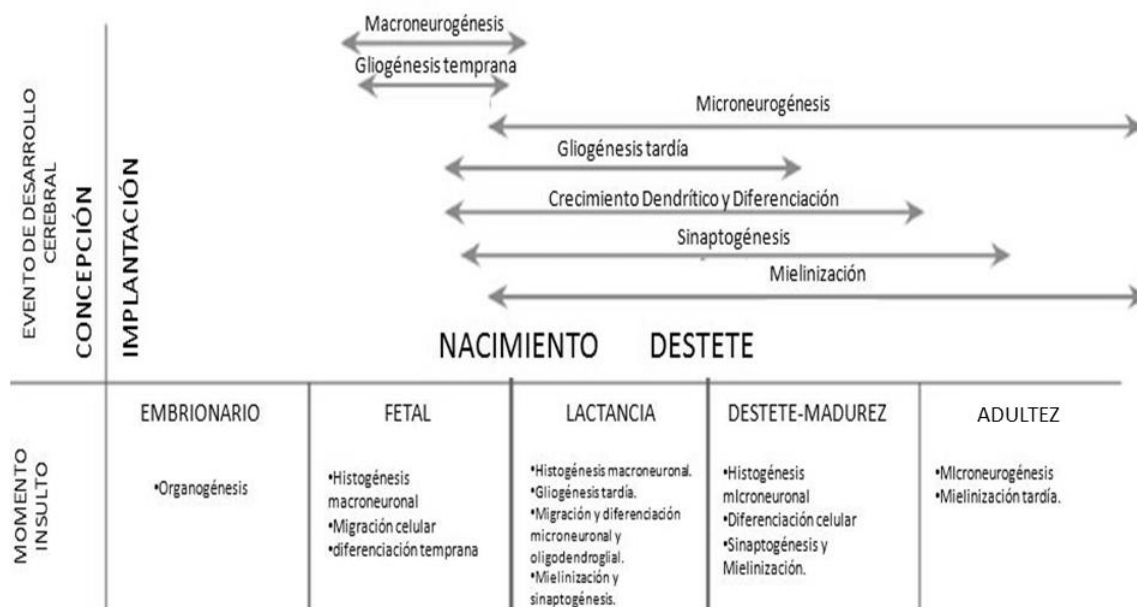 Macroneurogénesis
Gliogénesis temprana
Microneurogénesis
Gliogénesis tardía
Crecimiento Dendrítico y Diferenciación
Sinaptogénesis
Mielinización
EVENTO DE DESARROLLO
CEREBRAL
CONCEPCIÓN
IMPLANTACIÓN
NACIMIENTO DESTETE
MOMENTO
INSULTO
EMBRIONARIO
•Organogénesis
FETAL
•Histogénesis
macroneuronal
•Migración celular
•diferenciación temprana
LACTANCIA
•Histogénesis macroneuronal.
•Gliogénesis tardía.
•Migración y diferenciación
microneuronal y
oligodendroglial.
•Mielinización y
sinaptogénesis.
DESTETE-MADUREZ
•Histogénesis
mIcroneuronal
•Diferenciación celular
•Sinaptogénesis y
Mielinización.
ADULTEZ
•MIcroneurogénesis
•Mielinización tardía.